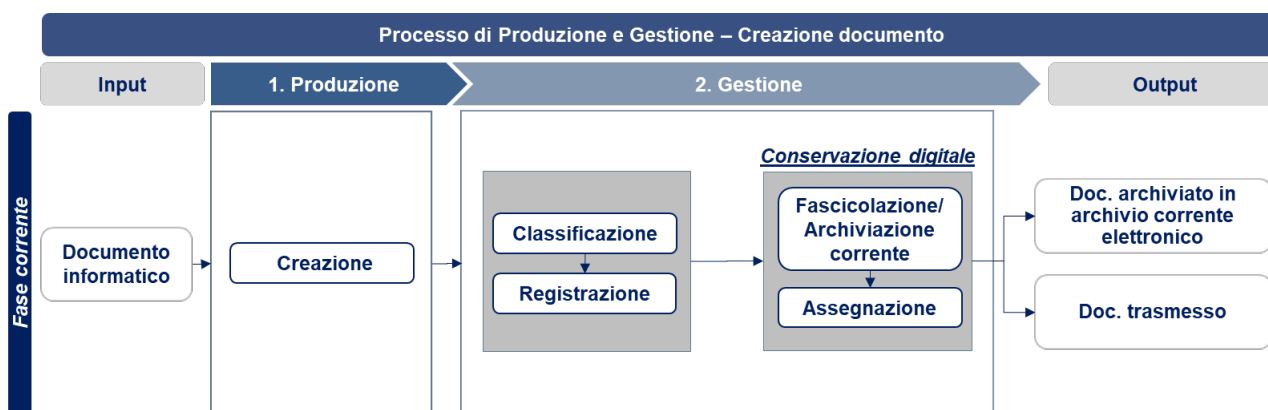 Processo di Produzione e Gestione – Creazione documento
Input
1. Produzione
2. Gestione
Output
Fase corrente
Documento
informatico
Creazione
Classificazione
Registrazione
Conservazione digitale
Fascicolazione/
Archiviazione
corrente
Assegnazione
Doc. archiviato in
archivio corrente
elettronico
Doc. trasmesso